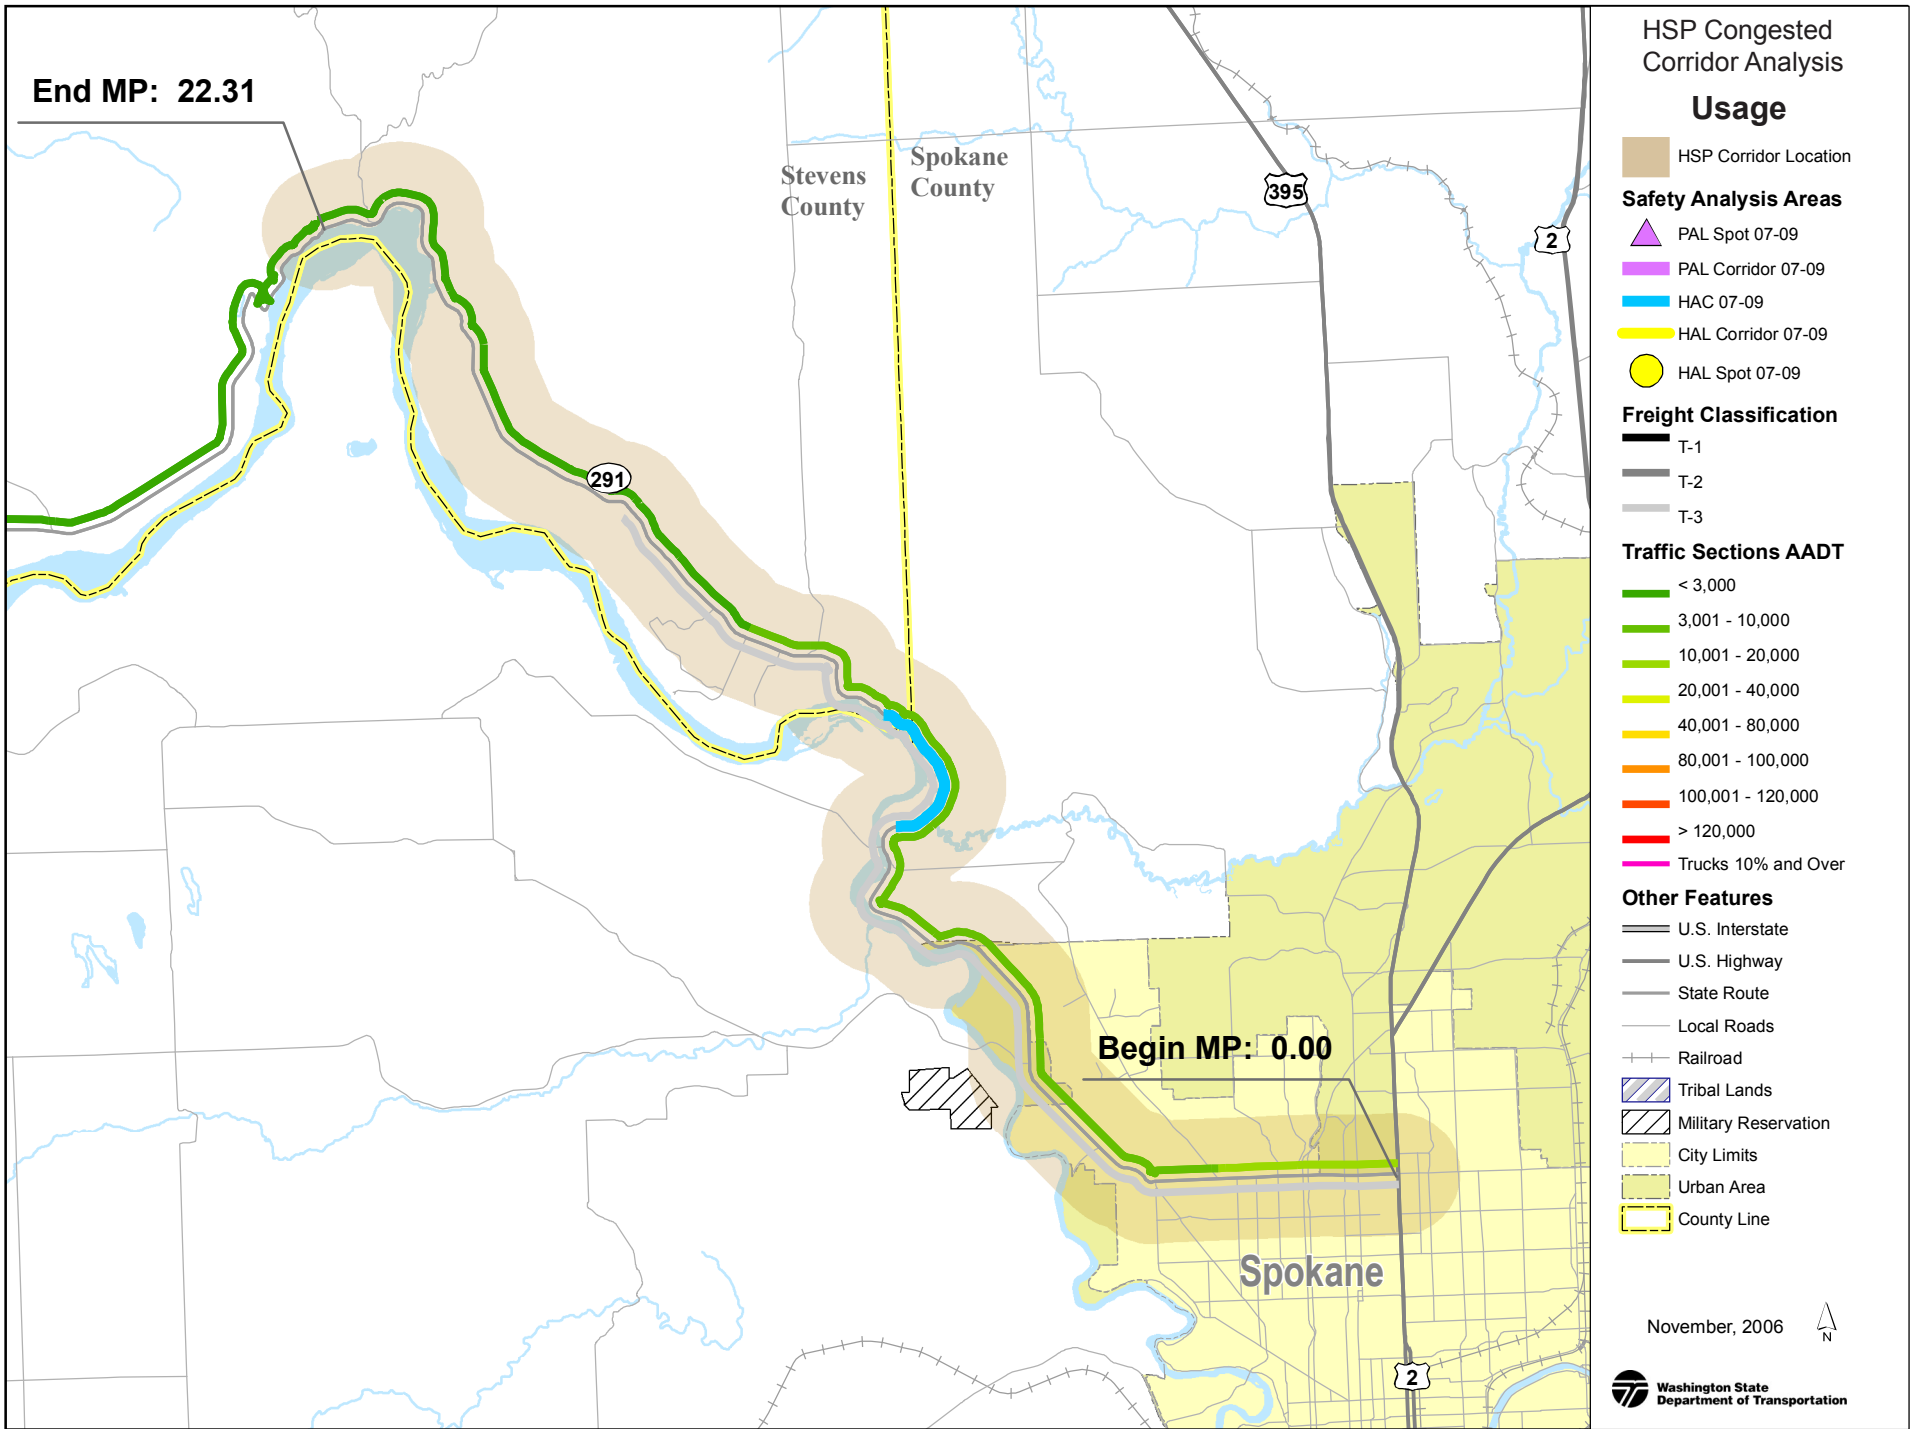 End MP: 22.31
Stevens
County
Spokane
County
395
2
291
Begin MP: 0.00
Spokane
2
HSP Congested
Corridor Analysis
Usage
HSP Corridor Location
Safety Analysis Areas
PAL Spot 07-09
PAL Corridor 07-09
HAC 07-09
HAL Corridor 07-09
HAL Spot 07-09
Freight Classification
T-1
T-2
T-3
Traffic Sections AADT
< 3,000
3,001 - 10,000
10,001 - 20,000
20,001 - 40,000
40,001 - 80,000
80,001 - 100,000
100,001 - 120,000
> 120,000
Trucks 10% and Over
Other Features
U.S. Interstate
U.S. Highway
State Route
Local Roads
Railroad
Tribal Lands
Military Reservation
City Limits
Urban Area
County Line
November, 2006
N
Washington State
Department of Transportation